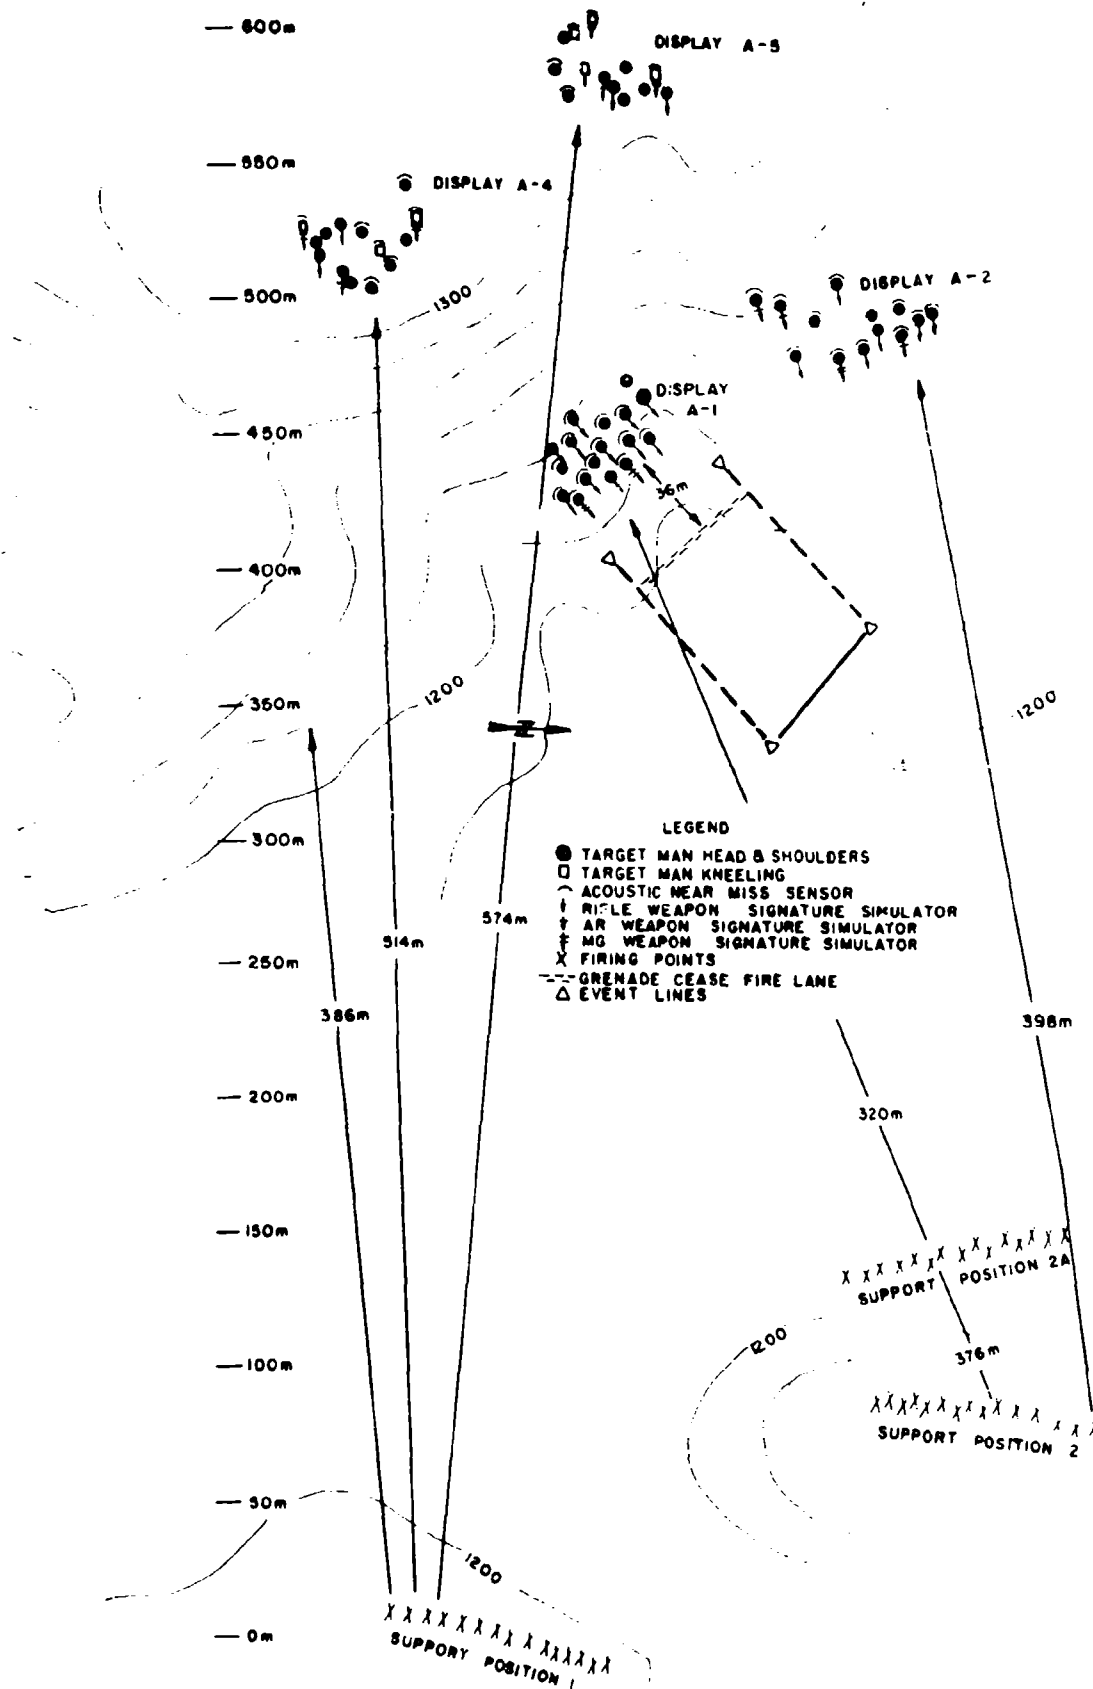 600m
DISPLAY A-5
550m
DISPLAY A-4
500m
1300
DISPLAY A-2
DISPLAY
A-1
450m
36m
400m
1200
350m
1200
LEGEND
300m
TARGET MAN HEAD & SHOULDERS
TARGET MAN KNEELING
ACOUSTIC NEAR MISS SENSOR
RIFLE WEAPON SIGNATURE SIMULATOR
AR WEAPON SIGNATURE SIMULATOR
MG WEAPON SIGNATURE SIMULATOR
FIRING POINTS
GRENADE CEASE FIRE LANE
EVENT LINES
574m
514m
250m
386m
398m
200m
320m
150m
SUPPORT POSITION 2A
100m
1200
376m
SUPPORT POSITION 2
50m
1200
0m
SUPPORT POSITION 1